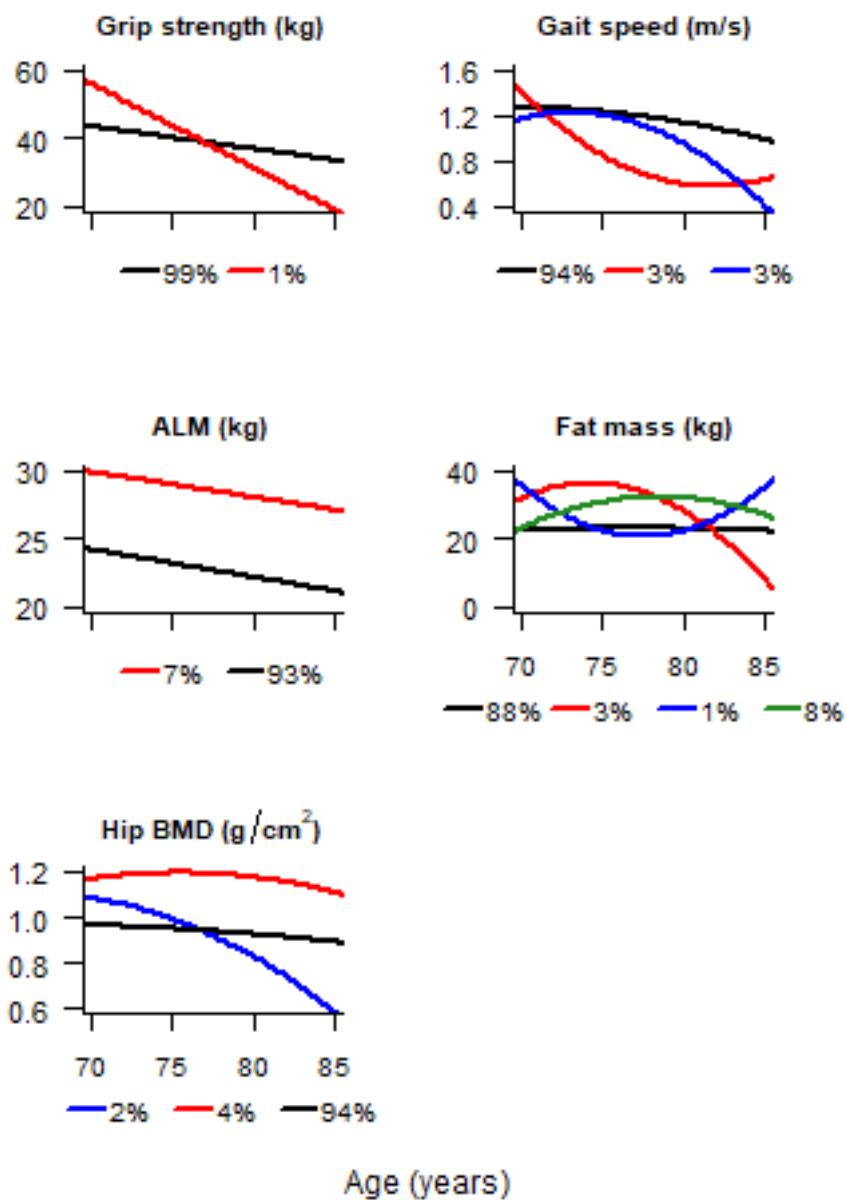 Grip strength (kg)
60
40
20
99% 1%
Gait speed (m/s)
1.6
1.2
0.8
0.4
94% 3% 3%
ALM (kg)
30
25
20
7% 93%
Fat mass (kg)
40
20
0
70 75 80 85
88% 3% 1% 8%
Hip BMD (g/cm²)
1.2
1.0
0.8
0.6
70 75 80 85
2% 4% 94%
Age (years)